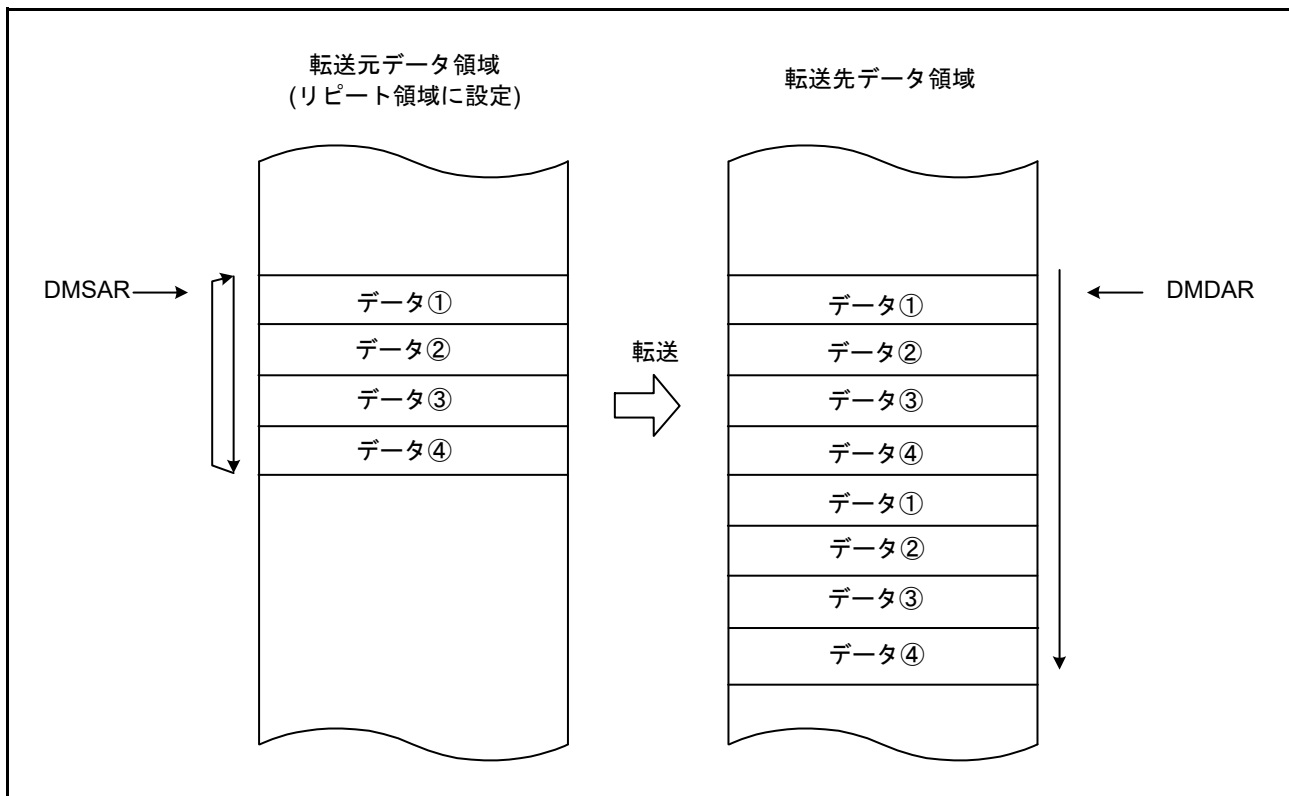 転送元データ領域
(リピート領域に設定)
転送先データ領域
DMSAR
データ①
データ②
データ③
データ④
転送
DMDAR
データ①
データ②
データ③
データ④
データ①
データ②
データ③
データ④